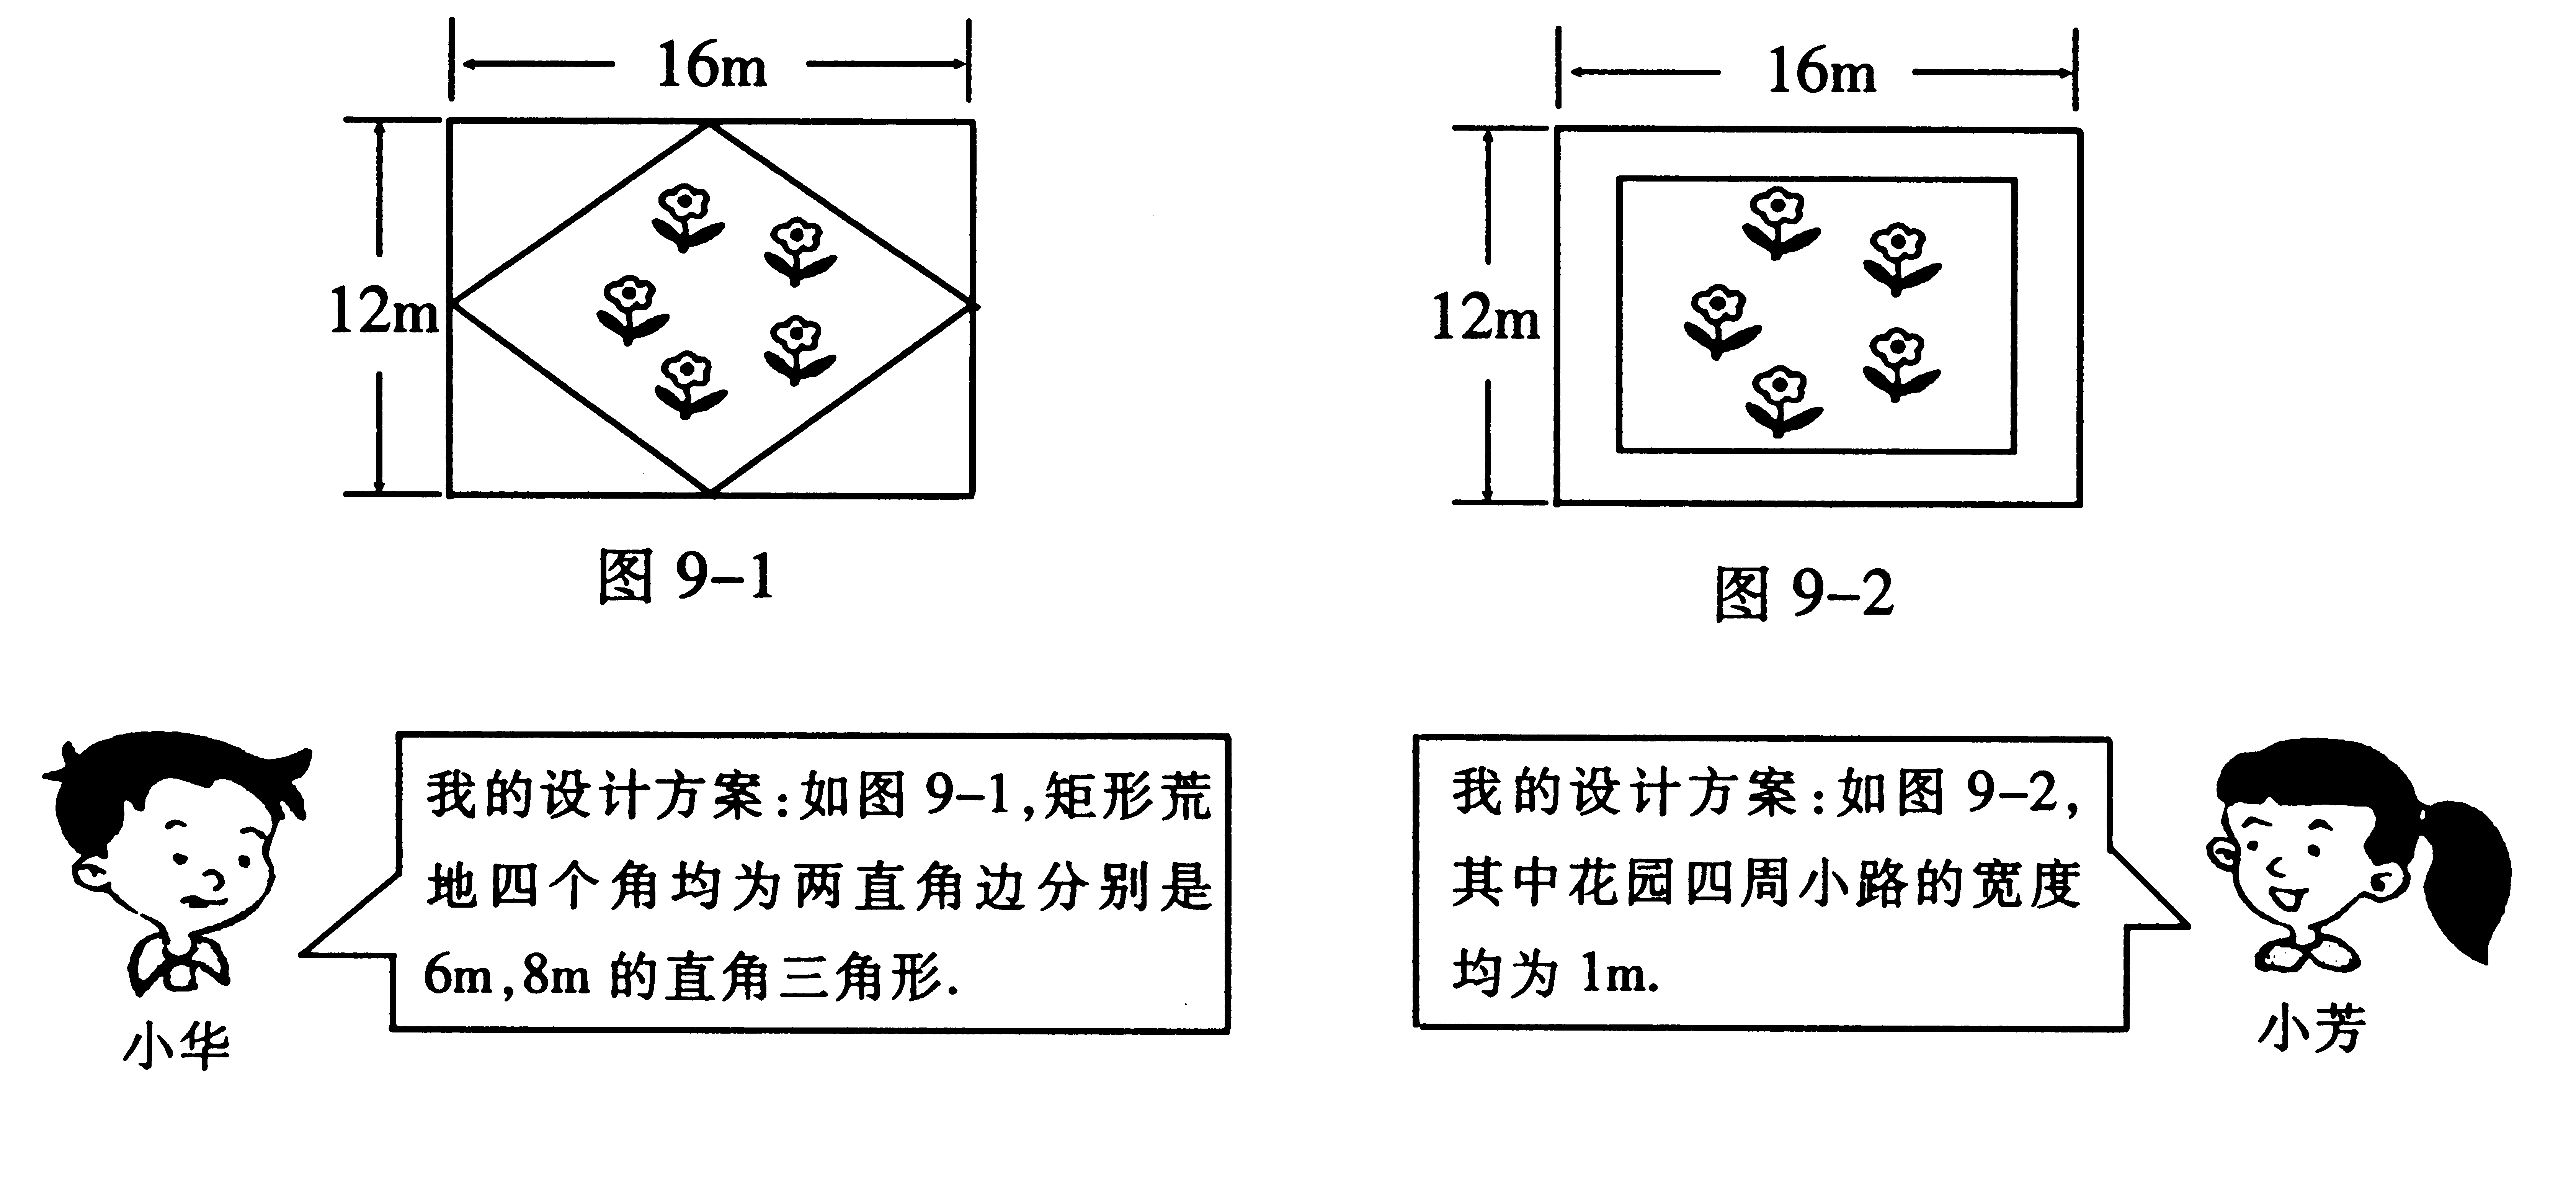 16m
12m
图 9-1
16m
12m
图 9-2
我的设计方案:如图 9-1,矩形荒
地四个角均为两直角边分别是
6m,8m 的直角三角形.
小华
我的设计方案:如图 9-2,
其中花园四周小路的宽度
均为 1m.
小芳